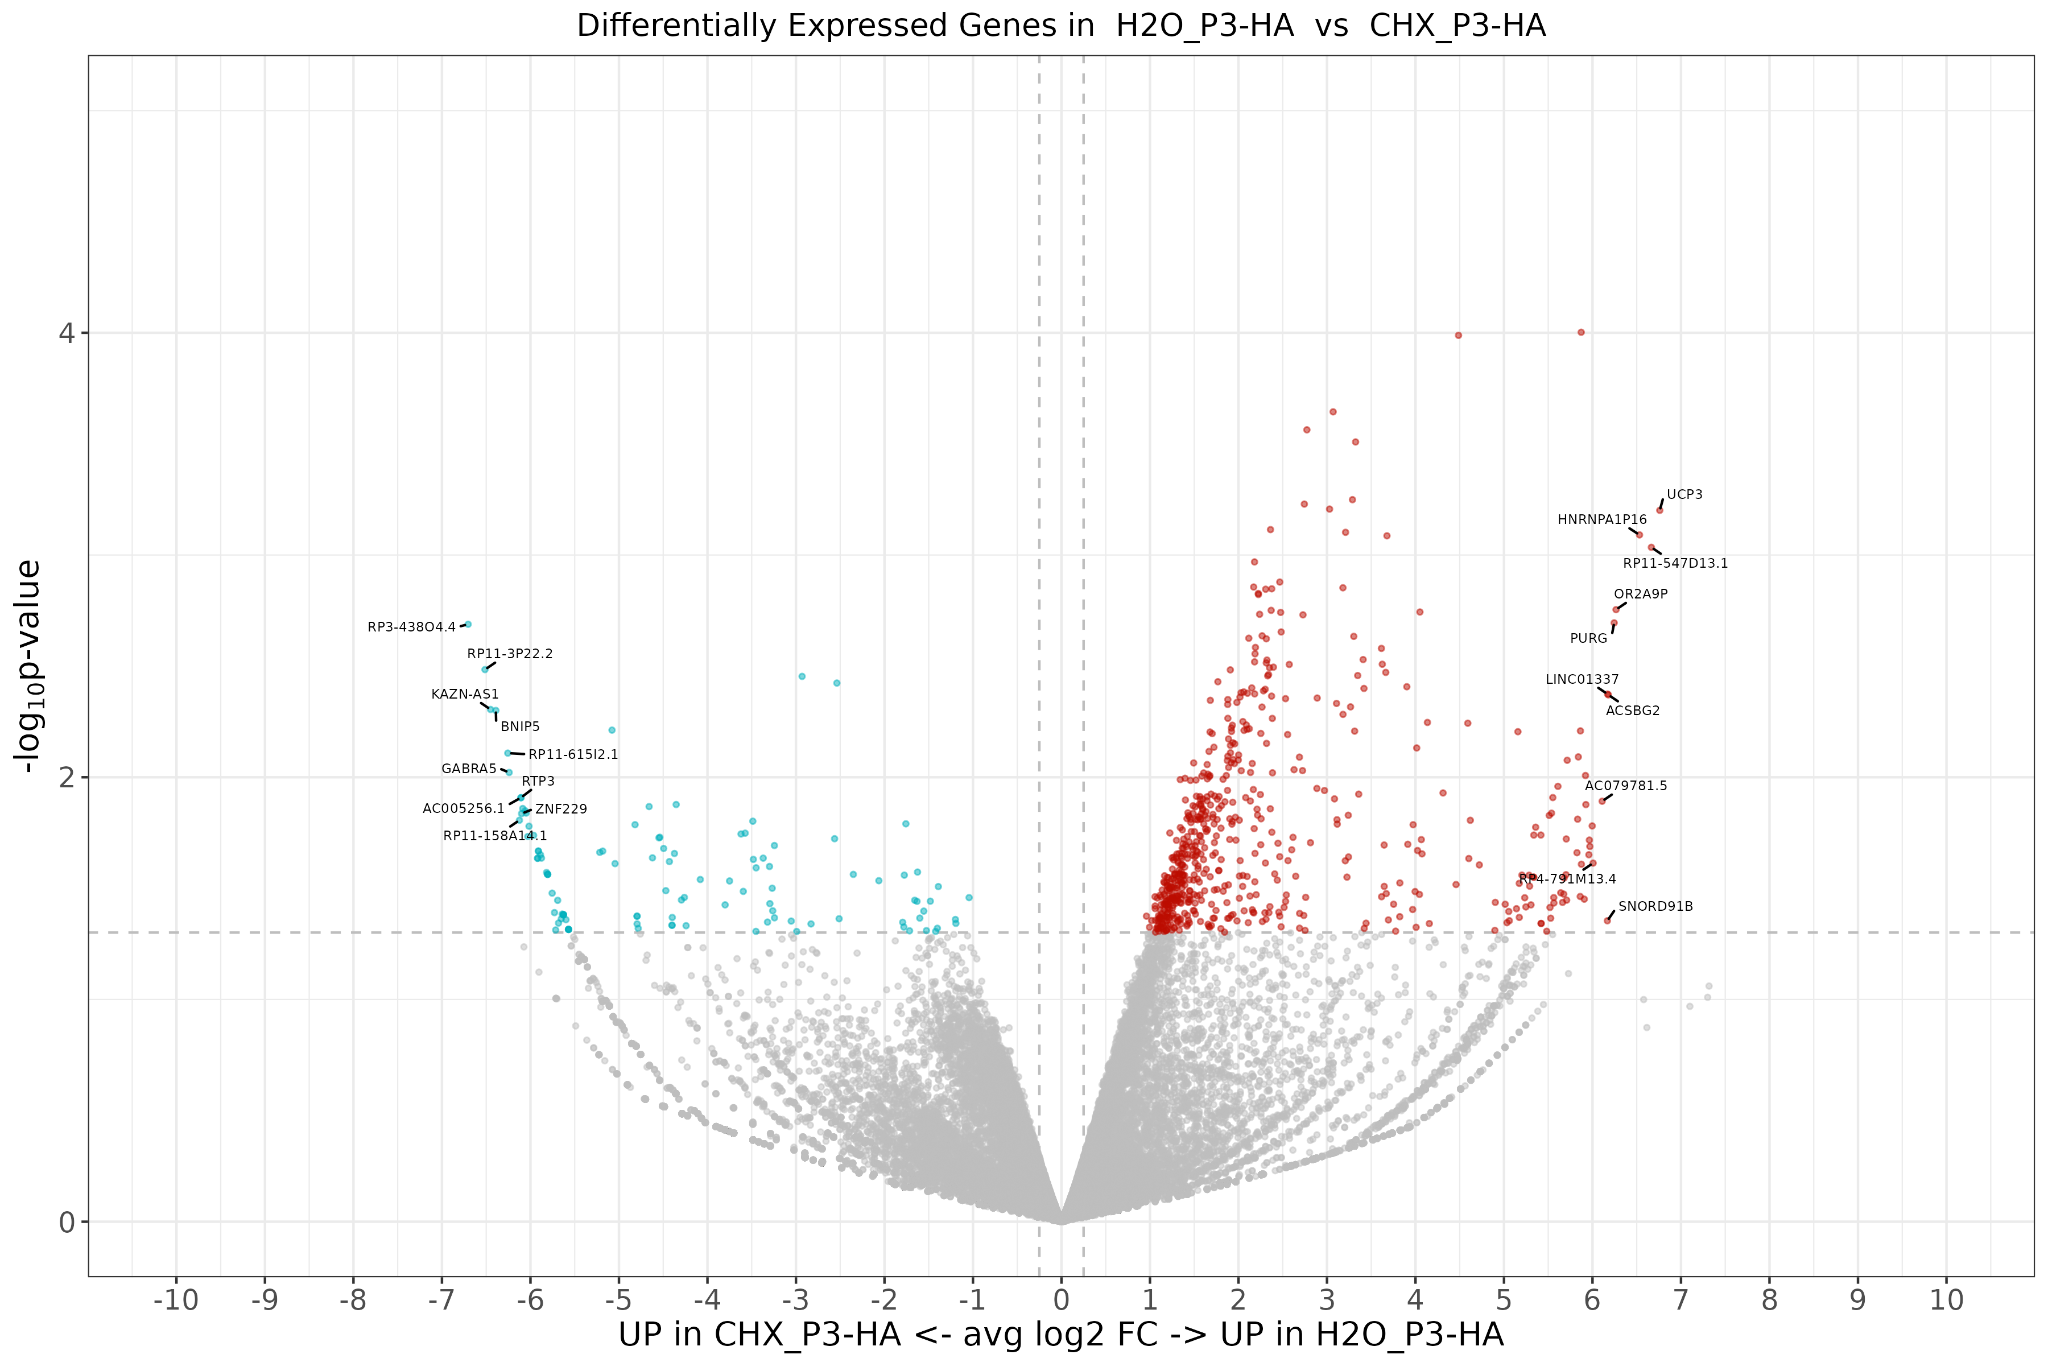 Differentially Expressed Genes in H2O_P3-HA vs CHX_P3-HA
-log10p-value
4
2
0
UCP3
HNRNPA1P16
RP11-547D13.1
OR2A9P
PURG
LINC01337
ACSBG2
AC079781.5
RP4-791M13.4
SNORD91B
RP3-438O4.4
RP11-3P22.2
KAZN-AS1
BNIP5
RP11-615I2.1
GABRA5
RTP3
AC005256.1
ZNF229
RP11-158A14.1
-10 -9 -8 -7 -6 -5 -4 -3 -2 -1 0 1 2 3 4 5 6 7 8 9 10
UP in CHX_P3-HA <- avg log2 FC -> UP in H2O_P3-HA